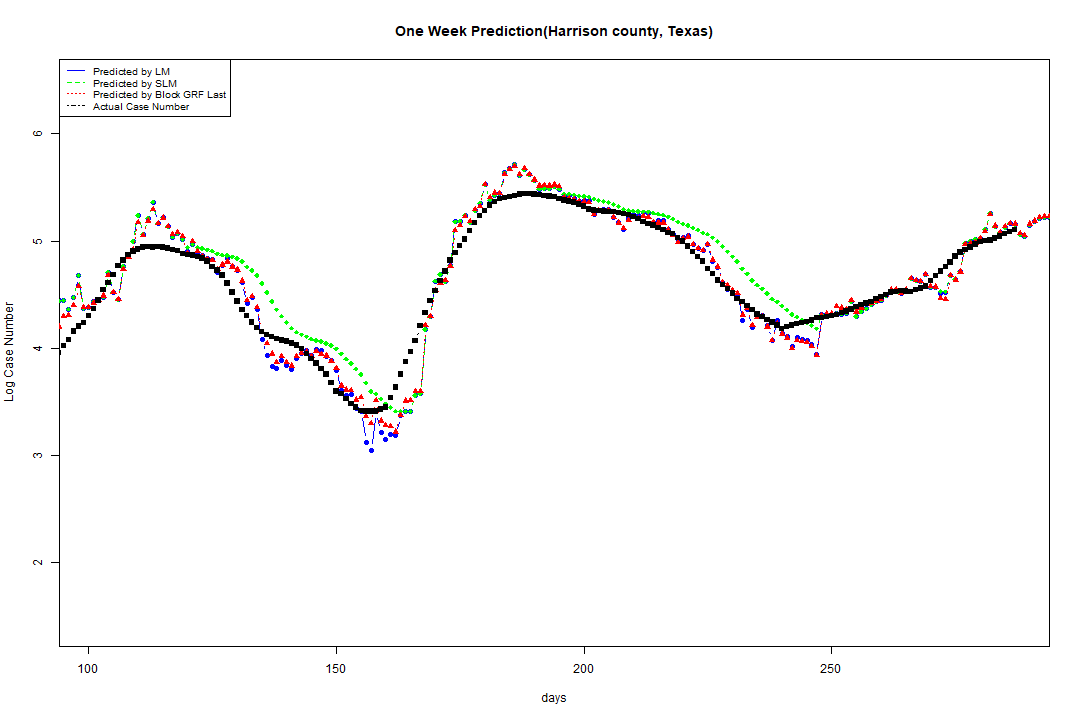 One Week Prediction(Harrison county, Texas)
Predicted by LM
Predicted by SLM
Predicted by Block GRF Last
Actual Case Number
6
5
4
3
2
Log Case Number
100
150
200
250
days